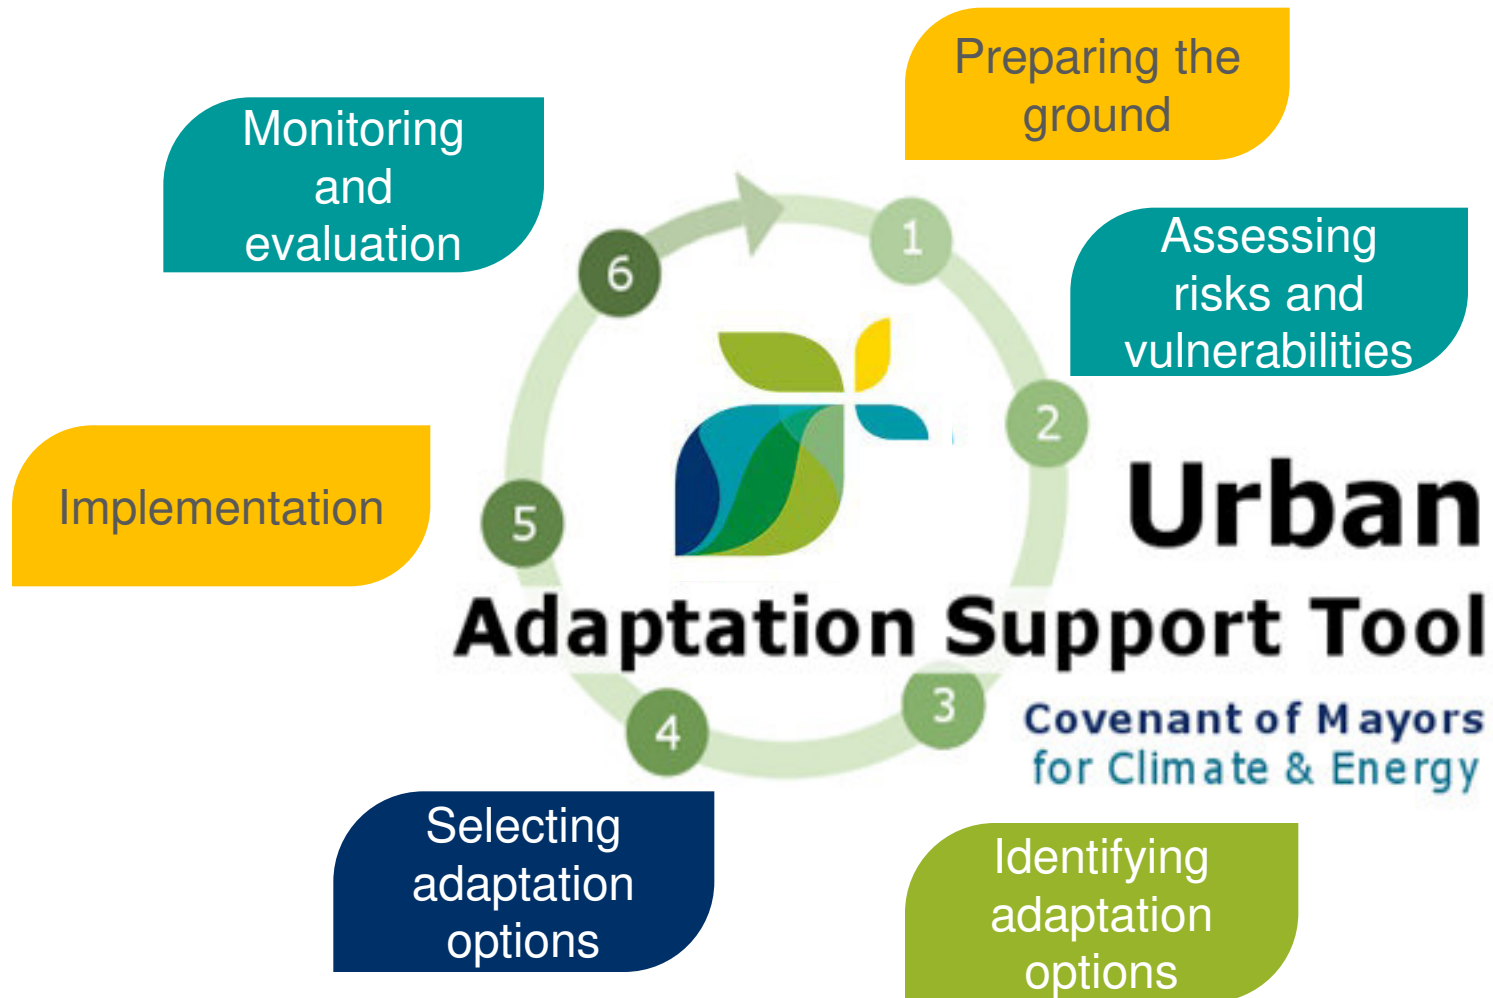 Preparing the
ground
Monitoring
and
evaluation
1
Assessing
risks and
vulnerabilities
6
2
Urban
Implementation
5
Adaptation Support Tool
3
4
Covenant of Mayors
for Climate & Energy
Selecting
adaptation
options
Identifying
adaptation
options